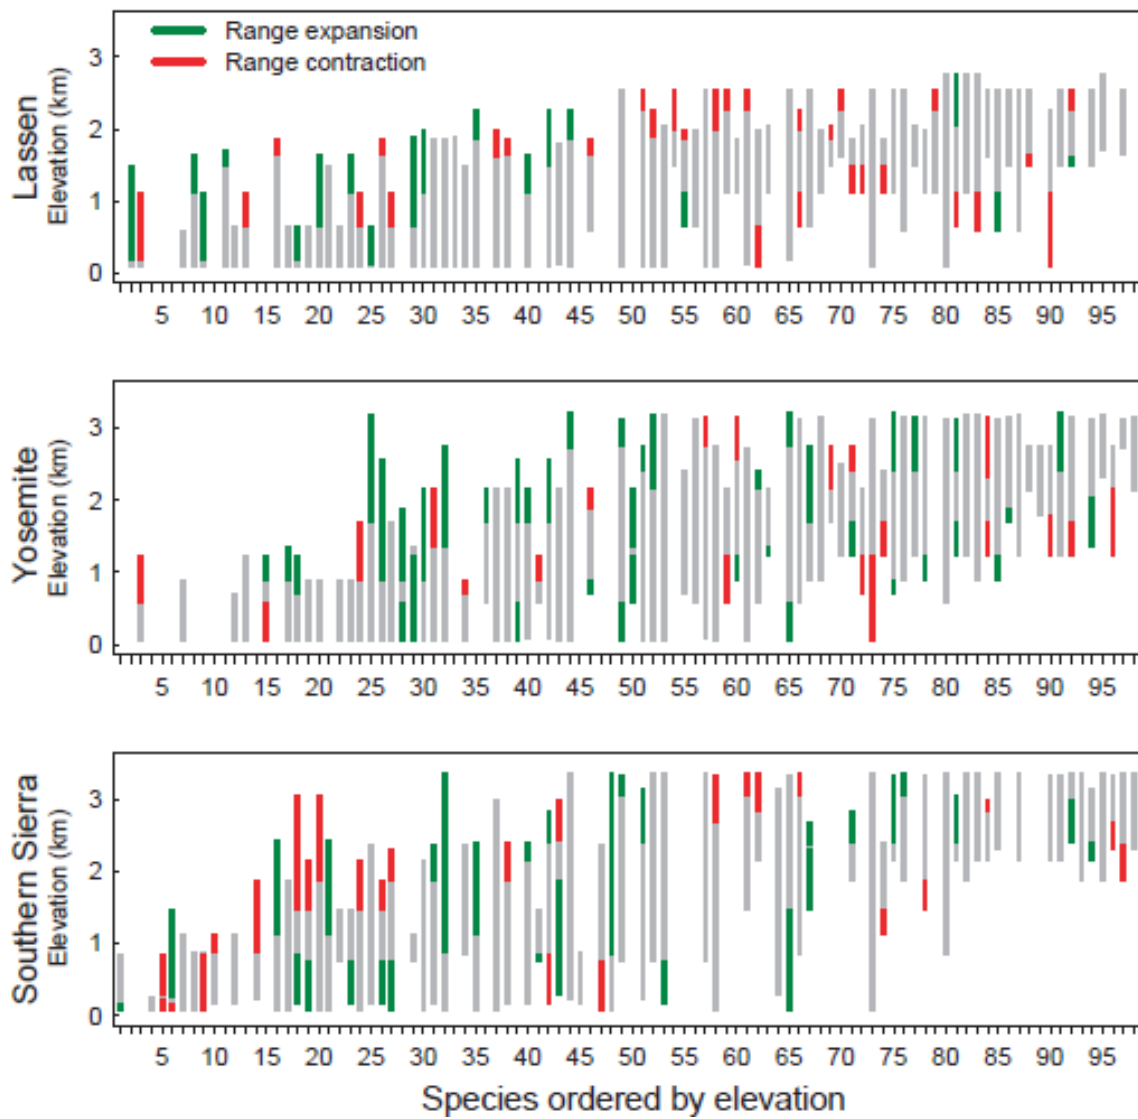 Range expansion
Range contraction
Lassen
Elevation (km)
3
2
1
0
5 10 15 20 25 30 35 40 45 50 55 60 65 70 75 80 85 90 95
Yosemite
Elevation (km)
3
2
1
0
5 10 15 20 25 30 35 40 45 50 55 60 65 70 75 80 85 90 95
Southern Sierra
Elevation (km)
3
2
1
0
5 10 15 20 25 30 35 40 45 50 55 60 65 70 75 80 85 90 95
Species ordered by elevation